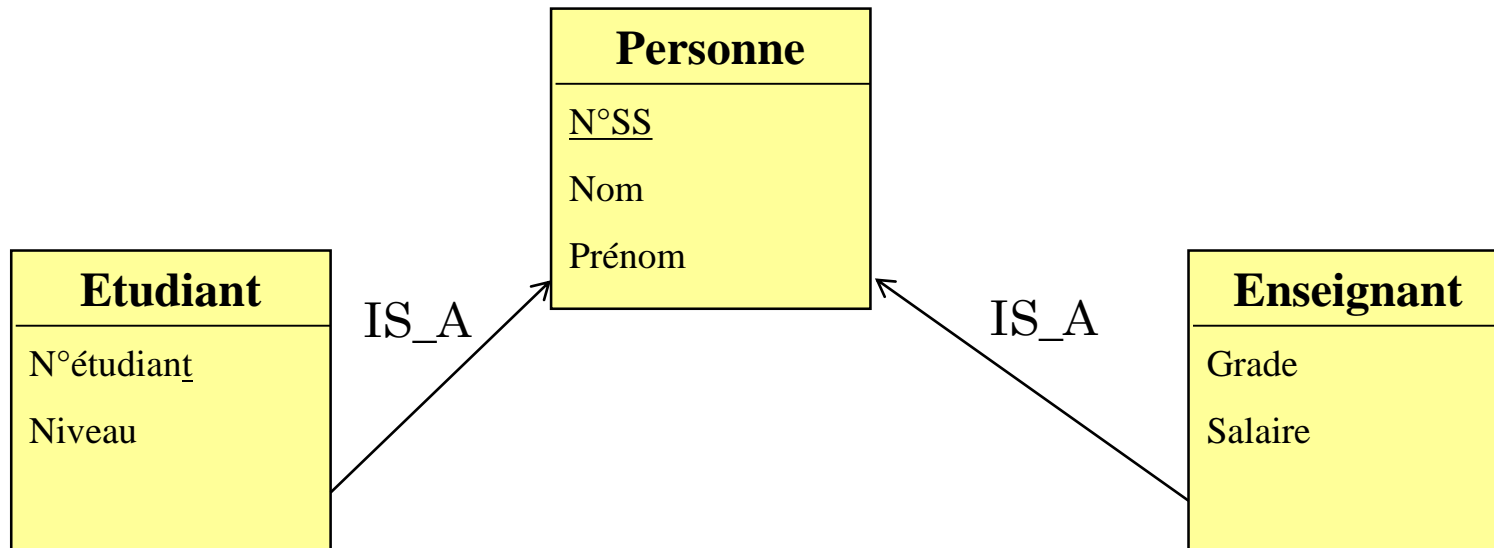 Personne
N°SS
Nom
Prénom
Etudiant
N°étudiant
Niveau
IS_A
IS_A
Enseignant
Grade
Salaire